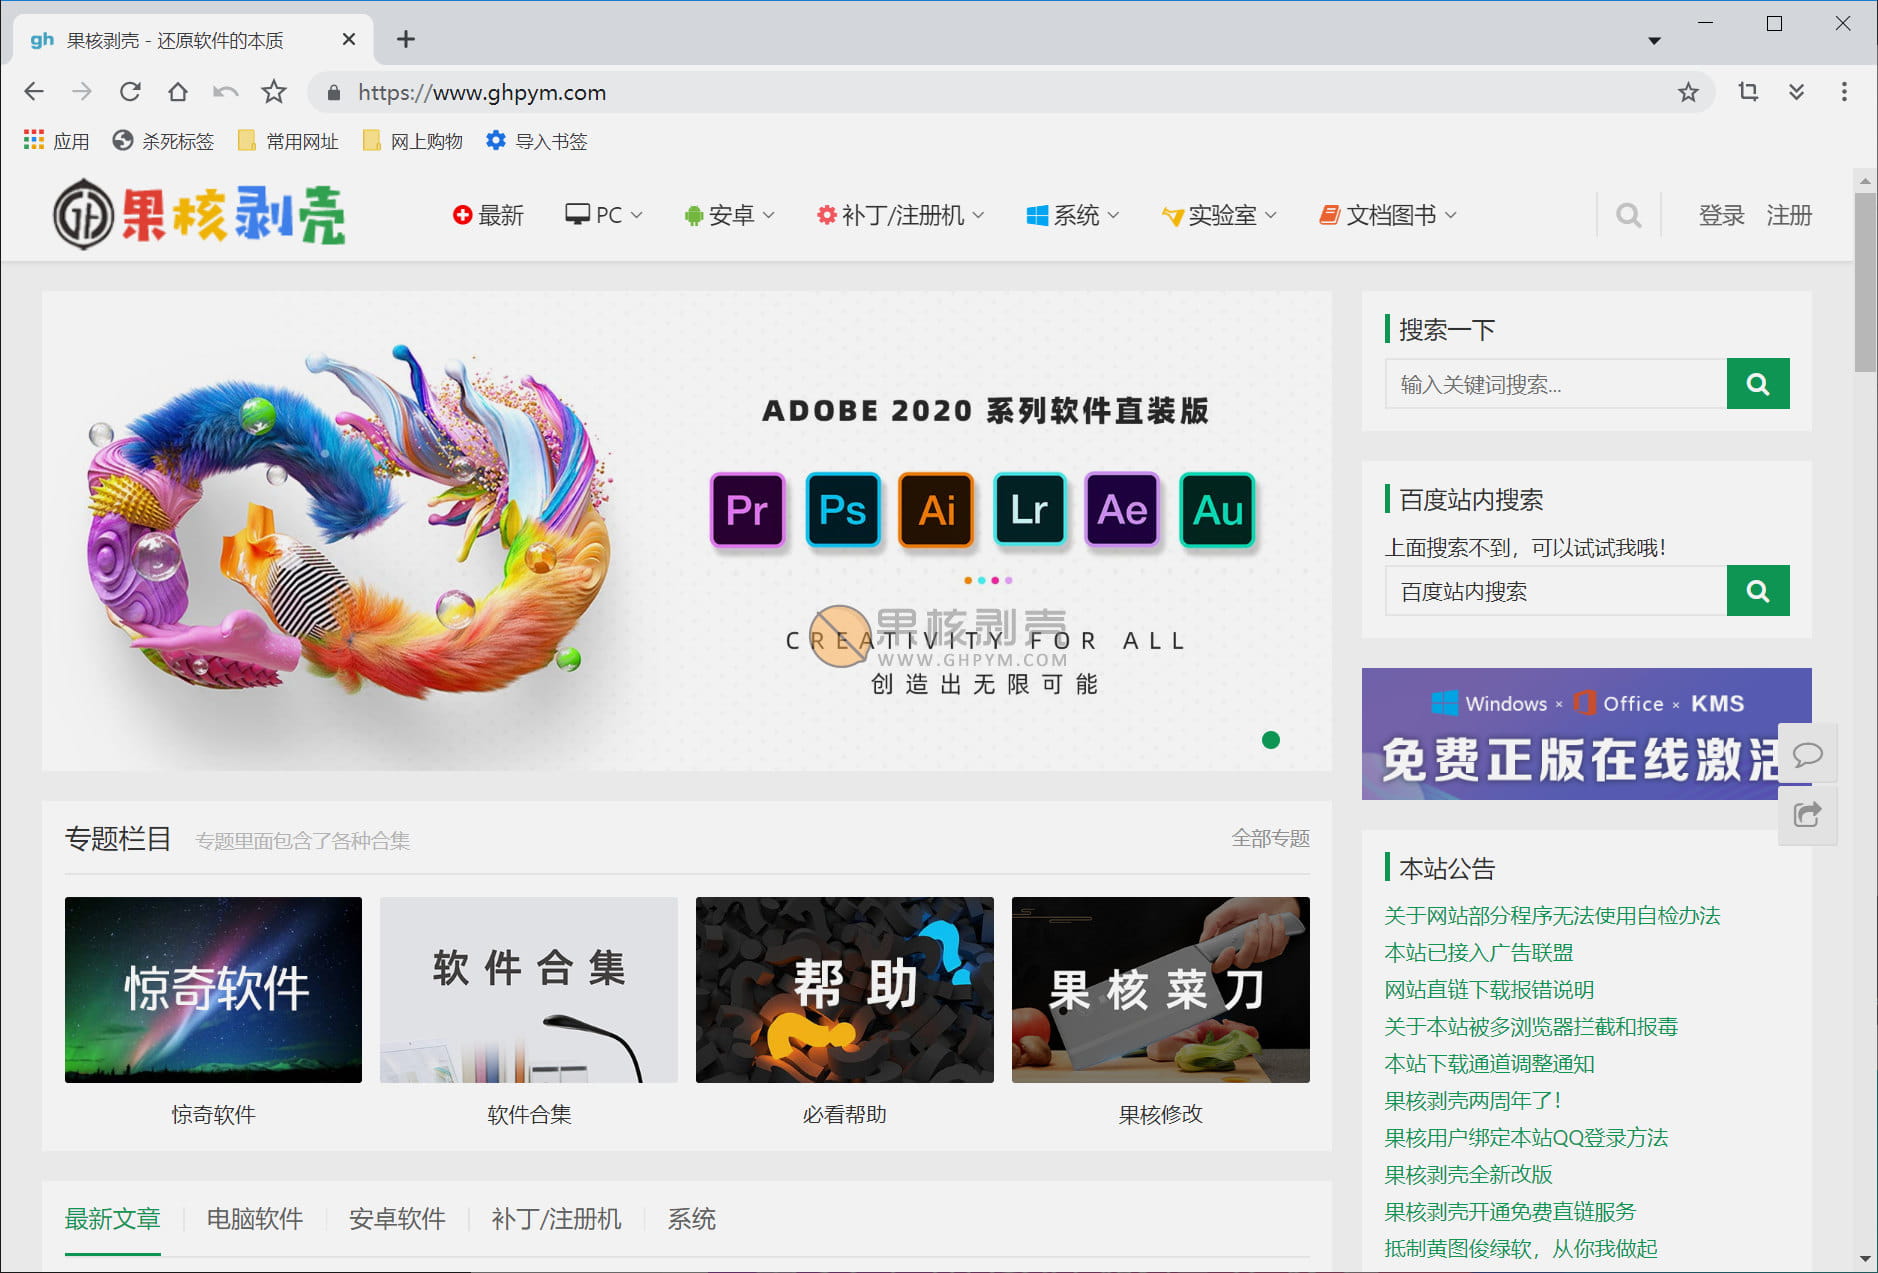 gh 果核剥壳 - 还原软件的本质
https://www.ghpym.com
应用 杀死标签 常用网址 网上购物 导入书签
GH 果核剥壳 最新 PC 安卓 补丁/注册机 系统 实验室 文档图书 登录 注册
ADOBE 2020 系列软件直装版
Pr Ps Ai Lr Ae Au
果核剥壳
CREATIVITY FOR ALL
WWW.GHPYM.COM
创造出无限可能
搜索一下
输入关键词搜索...
百度站内搜索
上面搜索不到，可以试试我哦！
百度站内搜索
Windows × Office × KMS
免费正版在线激活
专题栏目 专题里面包含了各种合集 全部专题
惊奇软件 软件合集 帮助 果核菜刀
惊奇软件 软件合集 必看帮助 果核修改
本站公告
关于网站部分程序无法使用自检办法
本站已接入广告联盟
网站直链下载报错说明
关于本站被多浏览器拦截和报毒
本站下载通道调整通知
果核剥壳两周年了！
果核用户绑定本站QQ登录方法
果核剥壳全新改版
果核剥壳开通免费直链服务
抵制黄图俊绿软，从你我做起
最新文章 电脑软件 安卓软件 补丁/注册机 系统